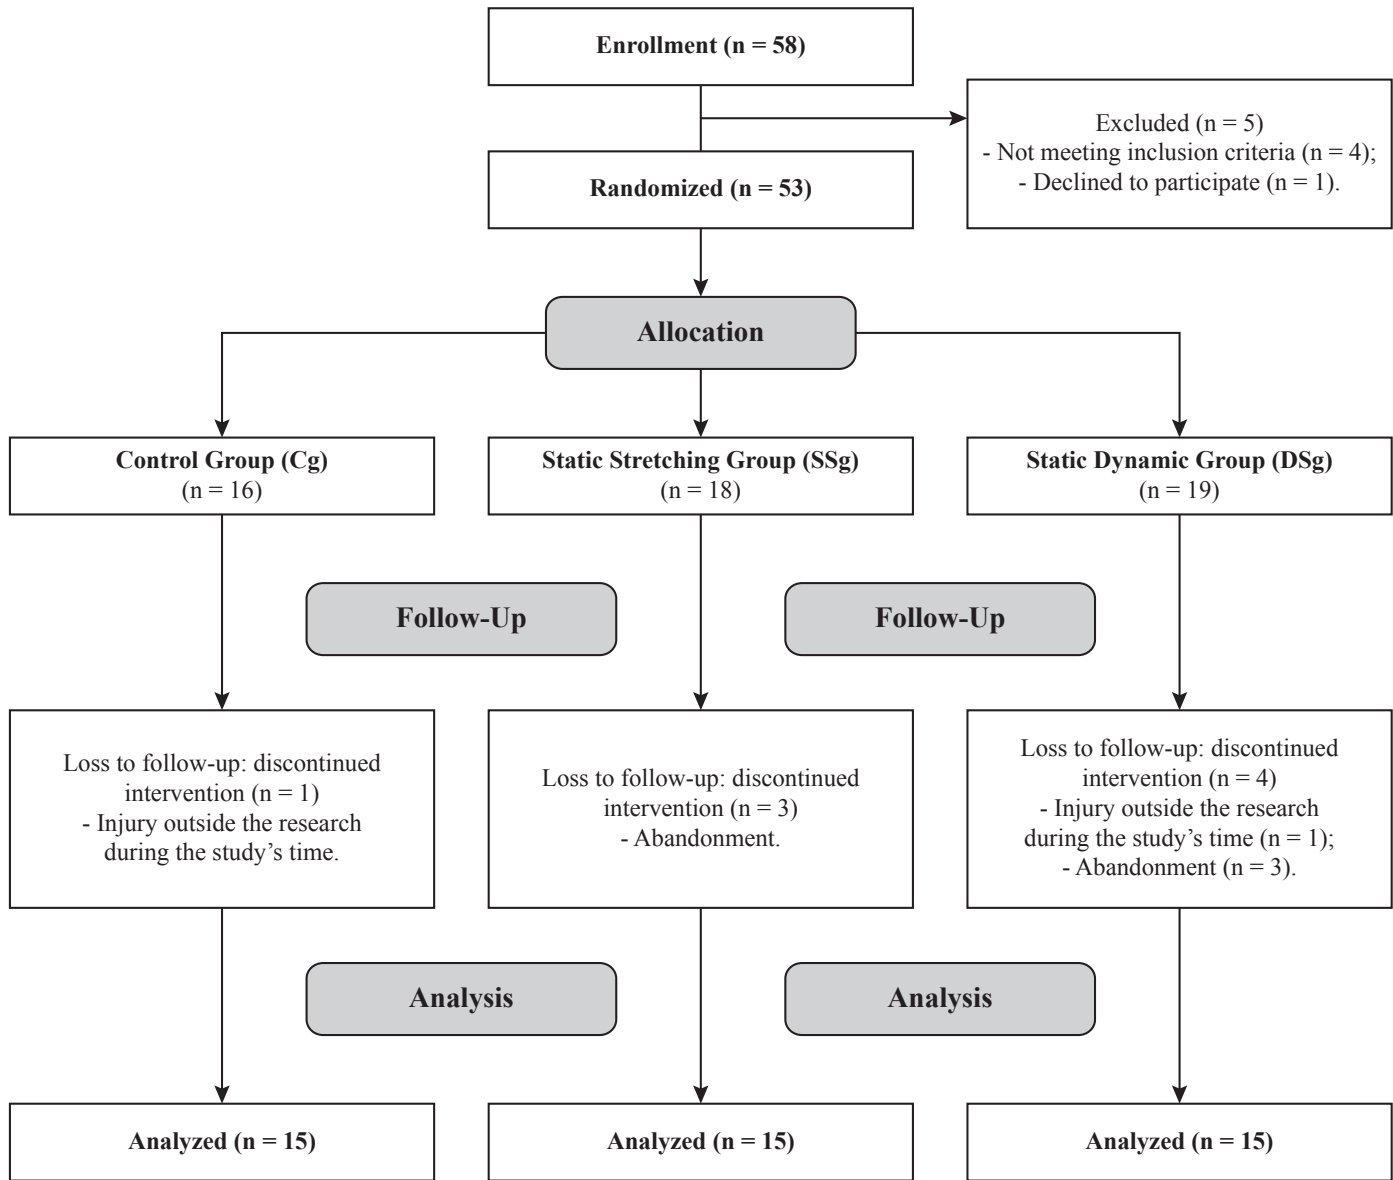 Enrollment (n = 58)
Excluded (n = 5)
- Not meeting inclusion criteria (n = 4);
- Declined to participate (n = 1).
Randomized (n = 53)
Allocation
Control Group (Cg)
(n = 16)
Static Stretching Group (SSg)
(n = 18)
Static Dynamic Group (DSg)
(n = 19)
Follow-Up
Follow-Up
Loss to follow-up: discontinued
intervention (n = 1)
- Injury outside the research
during the study’s time.
Loss to follow-up: discontinued
intervention (n = 3)
- Abandonment.
Loss to follow-up: discontinued
intervention (n = 4)
- Injury outside the research
during the study’s time (n = 1);
- Abandonment (n = 3).
Analysis
Analysis
Analyzed (n = 15)
Analyzed (n = 15)
Analyzed (n = 15)